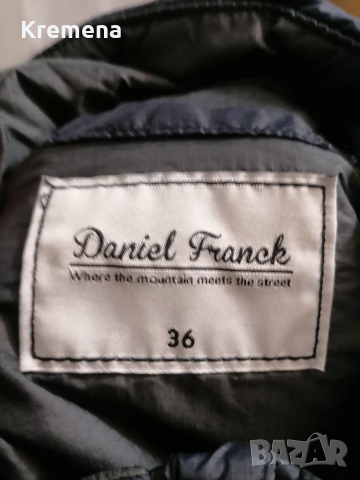 Kremena
Daniel Franck
Where the mountain meets the street
36
BAZAR